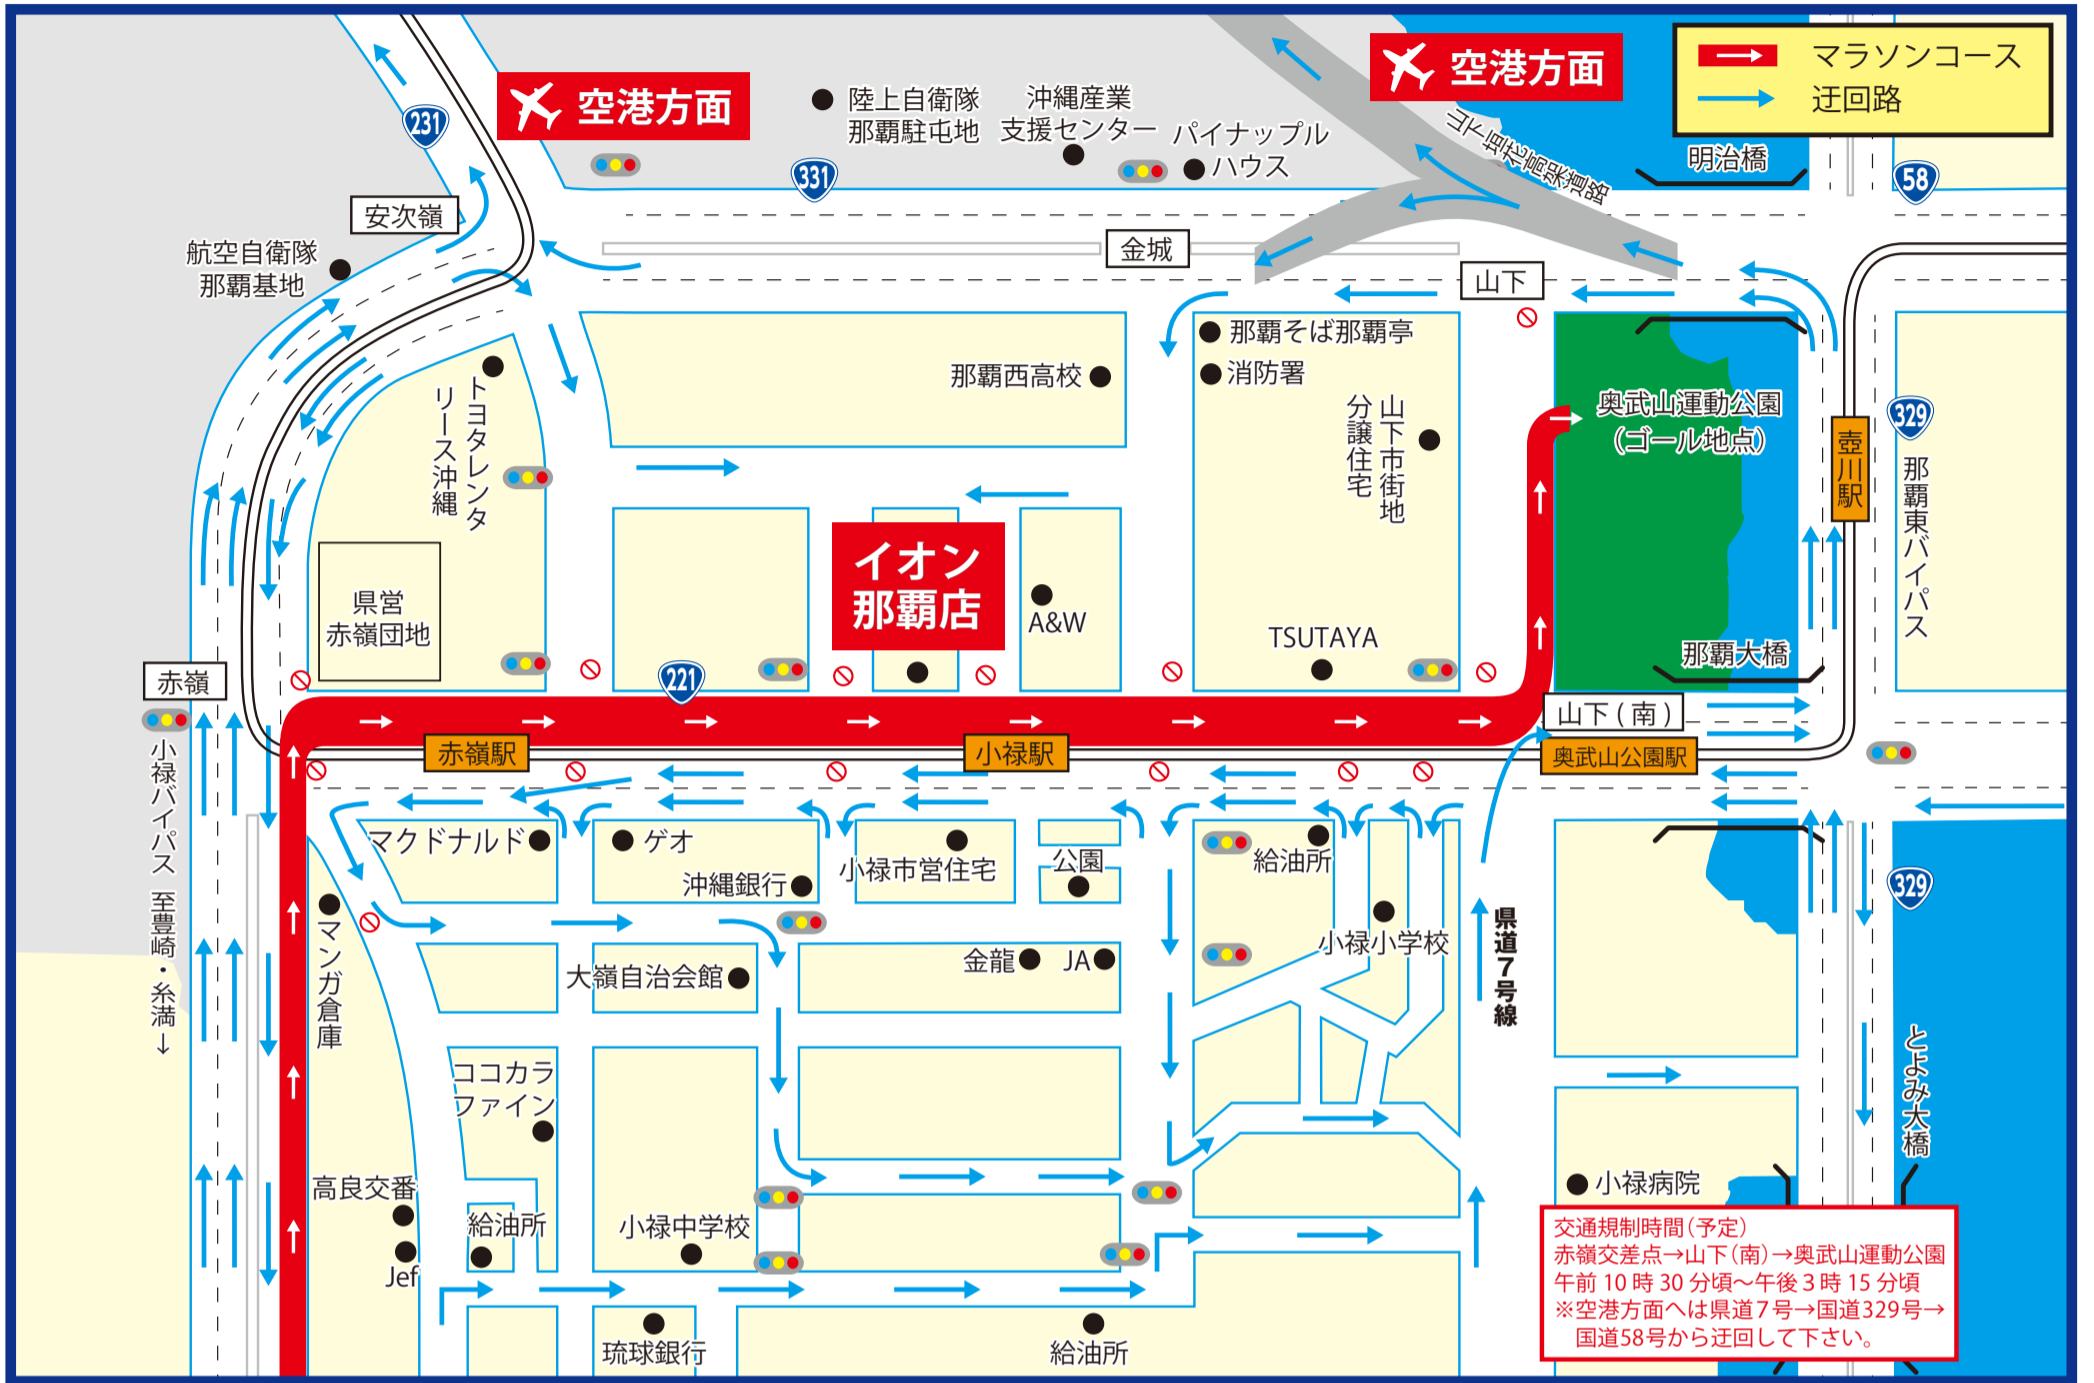 マラソンコース
迂回路
空港方面
空港方面
231
331
58
陸上自衛隊
那覇駐屯地
沖縄産業
支援センター
パイナップル
ハウス
山下垣花高架道路
明治橋
安次嶺
航空自衛隊
那覇基地
金城
山下
那覇そば那覇亭
消防署
那覇西高校
トヨタレンタ
リース沖縄
山下市街地
分譲住宅
奥武山運動公園
（ゴール地点）
壺川駅
329
那覇東バイパス
イオン
那覇店
県営
赤嶺団地
A&W
TSUTAYA
那覇大橋
赤嶺
221
山下(南)
赤嶺駅
小禄駅
奥武山公園駅
小禄バイパス 至豊崎・糸満→
マクドナルド
ゲオ
沖縄銀行
小禄市営住宅
公園
給油所
小禄小学校
329
マンガ倉庫
大嶺自治会館
金龍
JA
県道7号線
ココカラ
ファイン
とよみ大橋
高良交番
給油所
小禄中学校
小禄病院
Jef
琉球銀行
給油所
交通規制時間（予定）
赤嶺交差点→山下（南）→奥武山運動公園
午前10時30分頃～午後3時15分頃
※空港方面へは県道7号→国道329号→
国道58号から迂回して下さい。